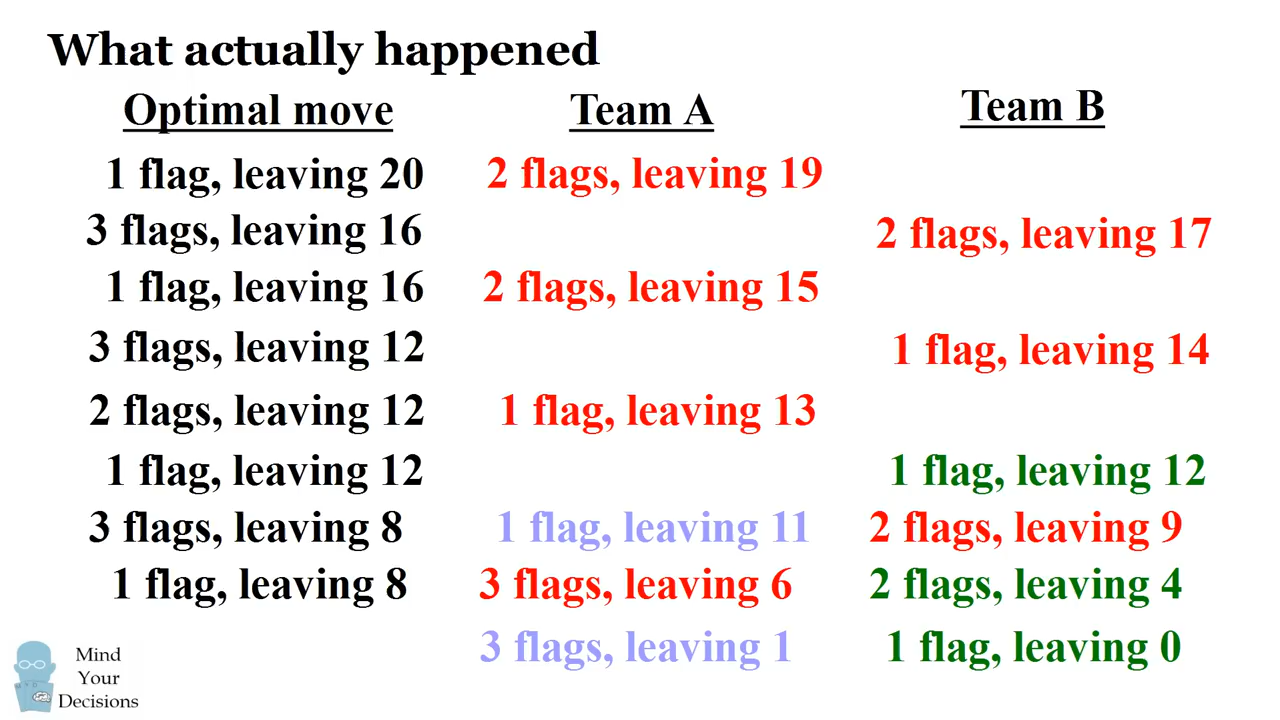 What actually happened
Optimal move Team A Team B
1 flag, leaving 20 2 flags, leaving 19
3 flags, leaving 16 2 flags, leaving 17
1 flag, leaving 16 2 flags, leaving 15
3 flags, leaving 12 1 flag, leaving 14
2 flags, leaving 12 1 flag, leaving 13
1 flag, leaving 12 1 flag, leaving 12
3 flags, leaving 8 1 flag, leaving 11 2 flags, leaving 9
1 flag, leaving 8 3 flags, leaving 6 2 flags, leaving 4
3 flags, leaving 1 1 flag, leaving 0
Mind
Your
Decisions